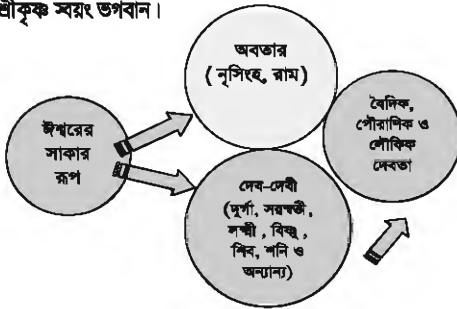 শ্রীকৃষ্ণ স্বয়ং ভগবান।
অবতার
( নৃসিংহ, রাম)
ঈশ্বরের
সাকার
রূপ
বৈদিক,
পৌরাণিক ও
লৌকিক
দেবতা
দেব-দেবী
(দুর্গা, সরস্বতী,
লক্ষ্মী , বিষ্ণু ,
শিব, শনি ও
অন্যান্য)